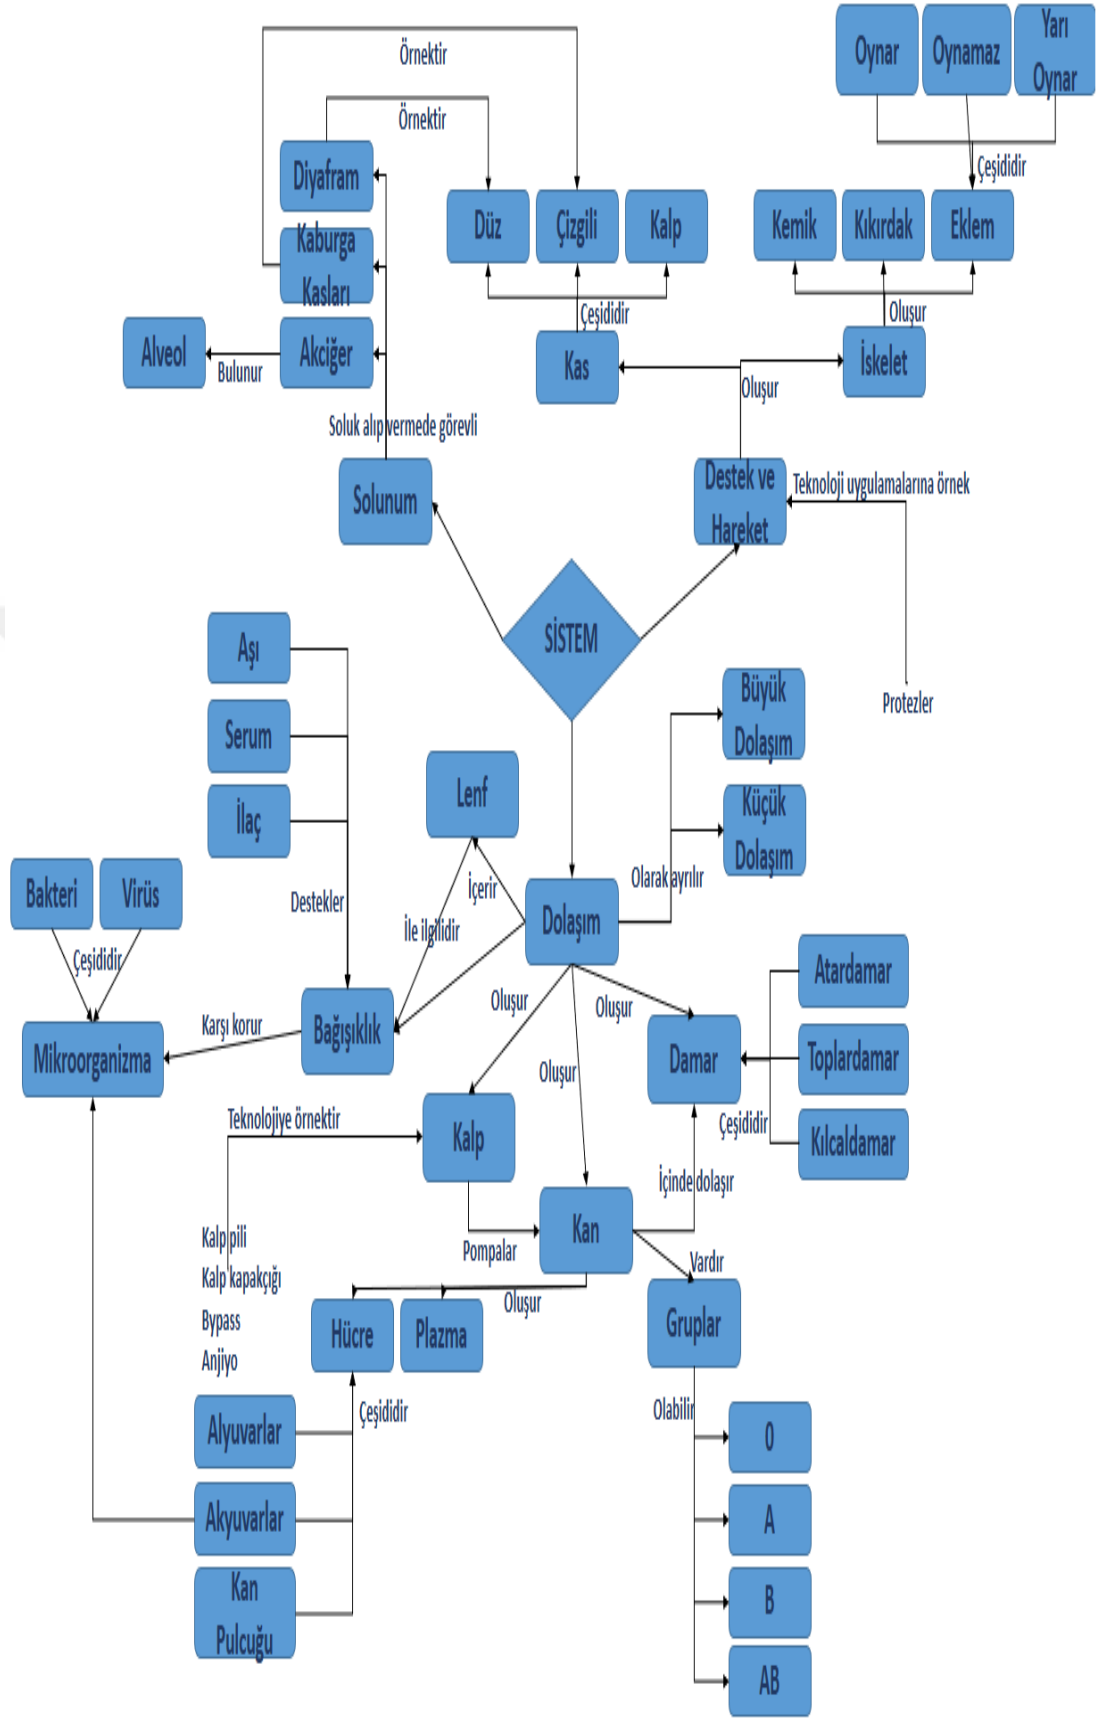 Örnektir
Örnektir
Oynar
Oynamaz
Yarı
Oynar
Çeşididir
Diyafram
Kaburga
Kasları
Akciğer
Alveol
Bulunur
Soluk alıp vermede görevli
Solunum
Düz
Çizgili
Kalp
Çeşididir
Kas
Kemik
Kıkırdak
Eklem
Oluşur
İskelet
Oluşur
Destek ve
Hareket
Teknoloji uygulamalarına örnek
Protezler
SİSTEM
Aşı
Serum
İlaç
Destekler
Lenf
İçerir
İle ilgilidir
Büyük
Dolaşım
Küçük
Dolaşım
Olarak ayrılır
Dolaşım
Bakteri
Virüs
Çeşididir
Mikroorganizma
Karşı korur
Bağışıklık
Oluşur
Oluşur
Oluşur
Atardamar
Toplardamar
Kılcaldamar
Çeşididir
Damar
Teknolojiye örnektir
Kalp
İçinde dolaşır
Kan
Pompalar
Vardır
Kalp pili
Kalp kapakçığı
Bypass
Anjiyo
Oluşur
Hücre
Plazma
Gruplar
Çeşididir
Olabilir
Alyuvarlar
Akyuvarlar
Kan
Pulcuğu
0
A
B
AB